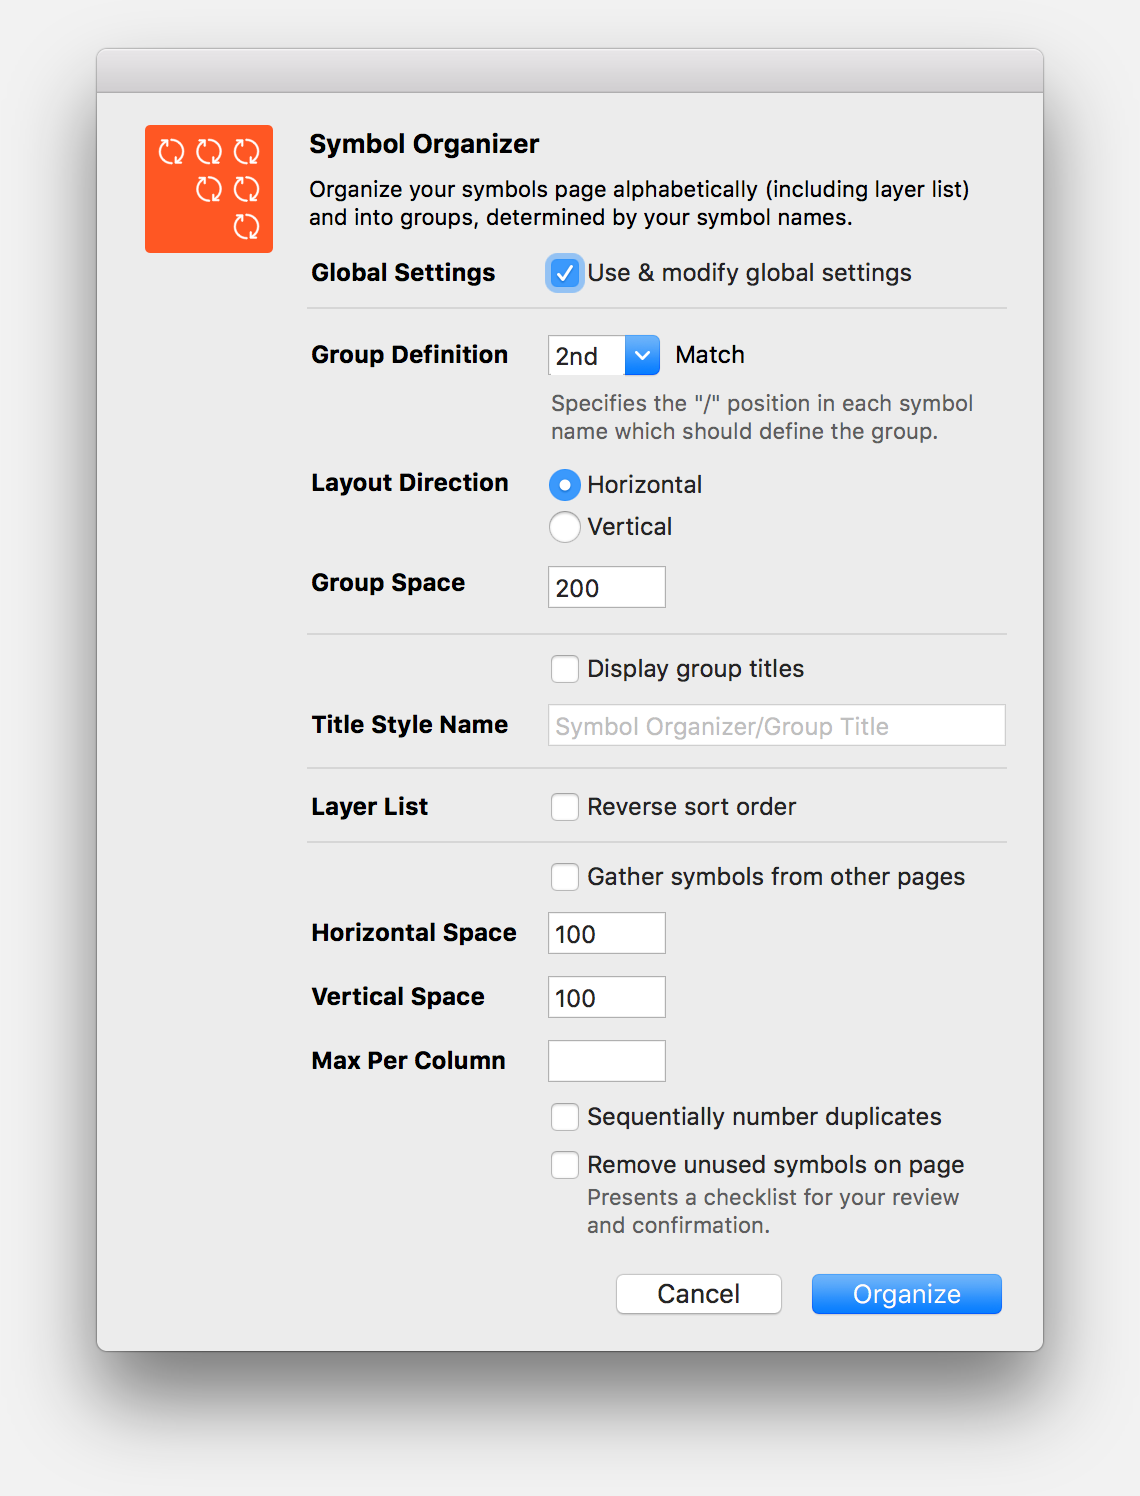 Symbol Organizer
Organize your symbols page alphabetically (including layer list)
and into groups, determined by your symbol names.
Global Settings Use & modify global settings
Group Definition 2nd Match
Specifies the "/" position in each symbol
name which should define the group.
Layout Direction Horizontal
Vertical
Group Space 200
Display group titles
Title Style Name Symbol Organizer/Group Title
Layer List Reverse sort order
Gather symbols from other pages
Horizontal Space 100
Vertical Space 100
Max Per Column
Sequentially number duplicates
Remove unused symbols on page
Presents a checklist for your review
and confirmation.
Cancel Organize